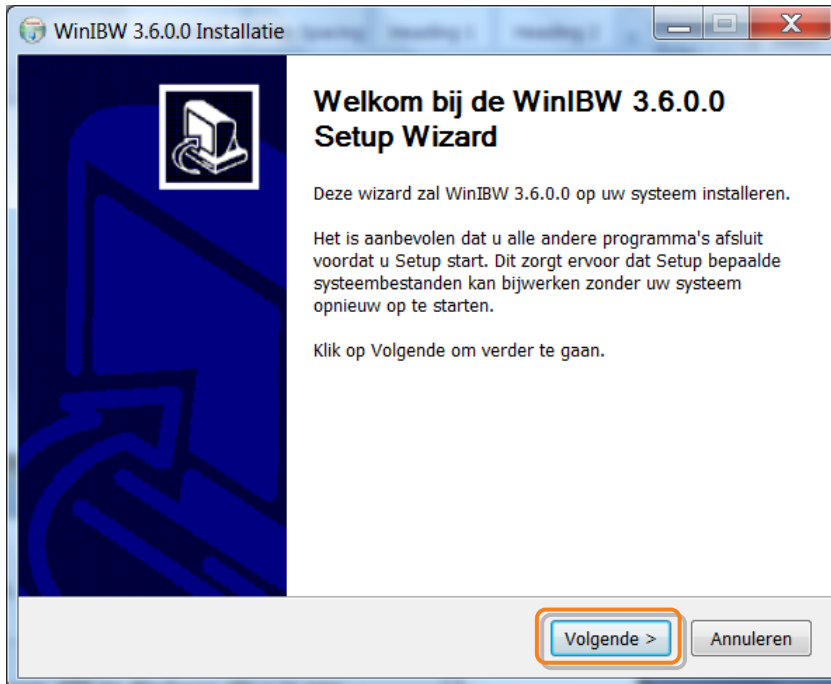 WinIBW 3.6.0.0 Installatie
Welkom bij de WinIBW 3.6.0.0
Setup Wizard
Deze wizard zal WinIBW 3.6.0.0 op uw systeem installeren.
Het is aanbevolen dat u alle andere programma's afsluit
voordat u Setup start. Dit zorgt ervoor dat Setup bepaalde
systeembestanden kan bijwerken zonder uw systeem
opnieuw op te starten.
Klik op Volgende om verder te gaan.
Volgende >
Annuleren